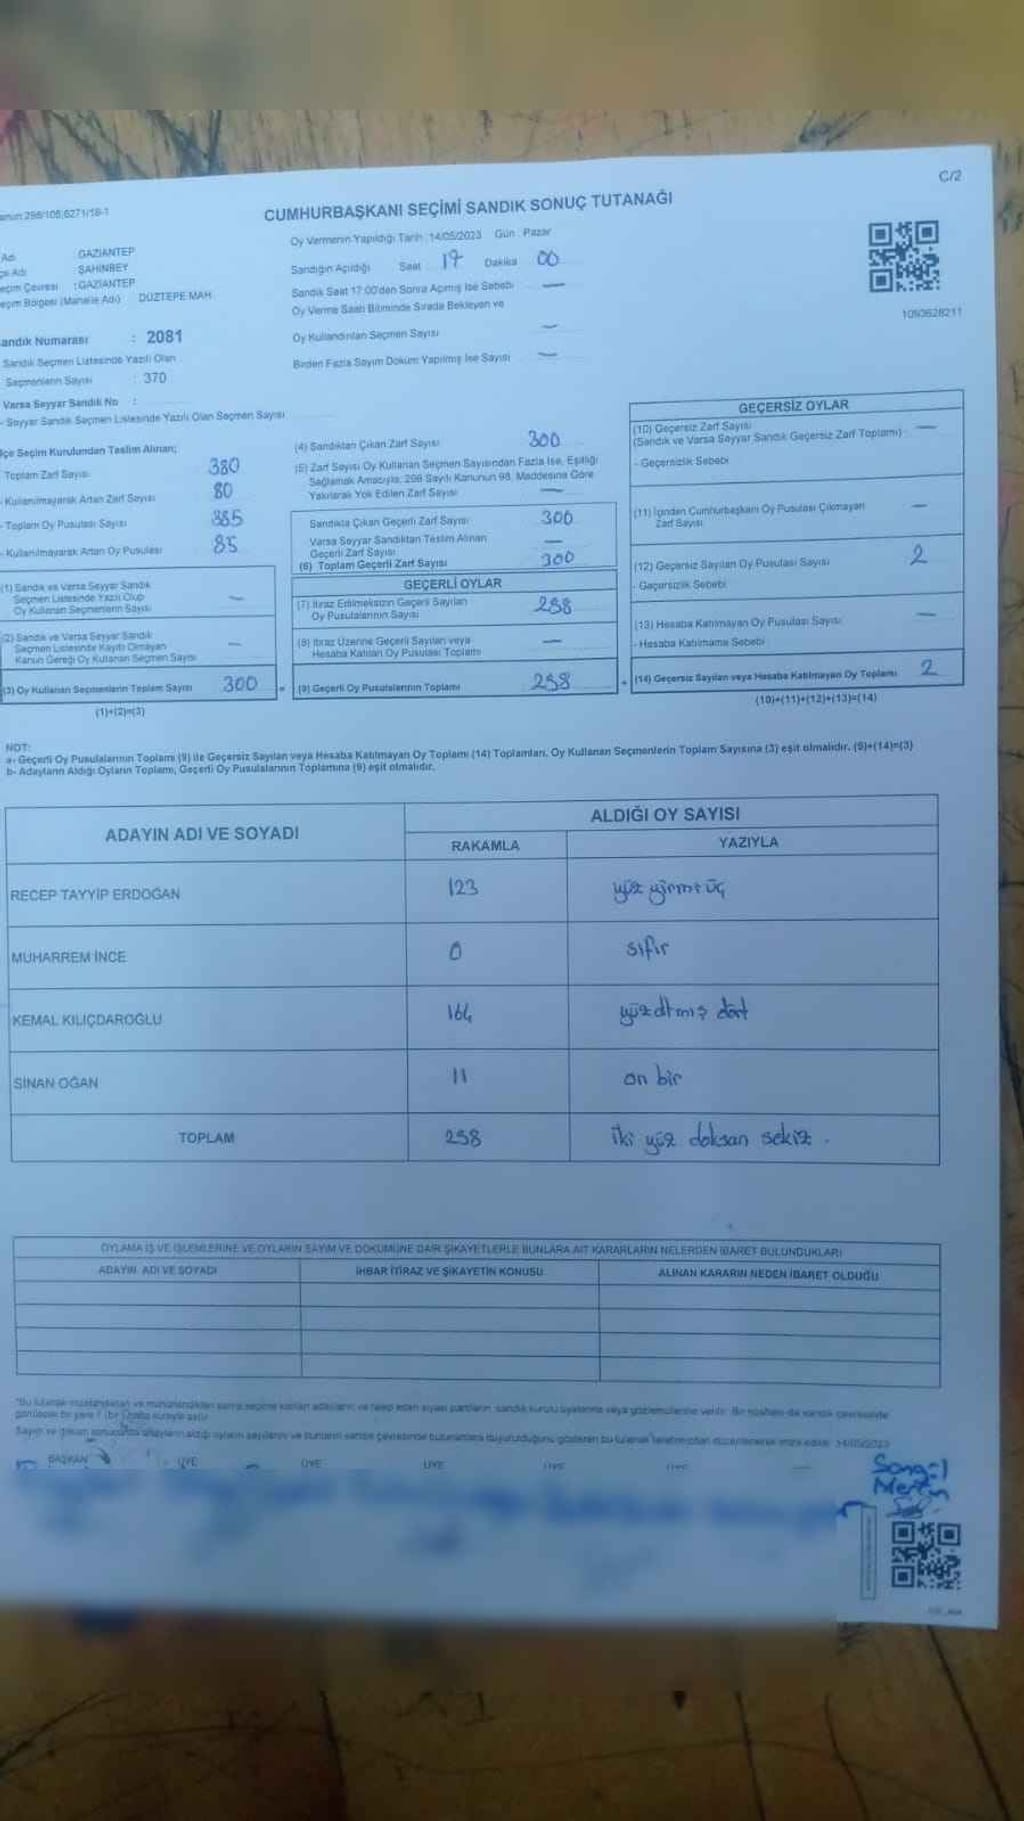 C/2
298/105;6271/18-1
CUMHURBAŞKANI SEÇİMİ SANDIK SONUÇ TUTANAĞI
Oy Vermenin Yapıldığı Tarih :14/05/2023 Gün : Pazar
Adı : GAZİANTEP
Adı ŞAHİNBEY
Sandığın Açıldığı Saat 17 Dakika 00
Çevresi : GAZİANTEP
Bölgesi (Mahalle Adı) DÜZTEPE MAH.
Sandık Saat 17:00'den Sonra Açılmış İse Sebebi —
Oy Verme Saati Bitiminde Sırada Bekleyen ve
Oy Kullandırılan Seçmen Sayısı —
1090628211
andık Numarası : 2081
Sandık Seçmen Listesinde Yazılı Olan
Seçmenlerin Sayısı : 370
Birden Fazla Sayım Döküm Yapılmış İse Sayısı —
Varsa Seyyar Sandık No :
- Seyyar Sandık Seçmen Listesinde Yazılı Olan Seçmen Sayısı
lçe Seçim Kurulundan Teslim Alınan;
Toplam Zarf Sayısı 380
- Kullanılmayarak Artan Zarf Sayısı 80
- Toplam Oy Pusulası Sayısı 385
- Kullanılmayarak Artan Oy Pusulası 85
(1) Sandık ve Varsa Seyyar Sandık
Seçmen Listesinde Yazılı Olup
Oy Kullanan Seçmenlerin Sayısı —
(2) Sandık ve Varsa Seyyar Sandık
Seçmen Listesinde Kayıtlı Olmayan
Kanun Gereği Oy Kullanan Seçmen Sayısı —
(3) Oy Kullanan Seçmenlerin Toplam Sayısı 300
(1)+(2)=(3)
(4) Sandıktan Çıkan Zarf Sayısı 300
(5) Zarf Sayısı Oy Kullanan Seçmen Sayısından Fazla İse, Eşitliği
Sağlamak Amacıyla, 298 Sayılı Kanunun 98. Maddesine Göre
Yakılarak Yok Edilen Zarf Sayısı —
Sandıkta Çıkan Geçerli Zarf Sayısı 300
Varsa Seyyar Sandıktan Teslim Alınan
Geçerli Zarf Sayısı —
(6) Toplam Geçerli Zarf Sayısı 300
GEÇERLİ OYLAR
(7) İtiraz Edilmeksizin Geçerli Sayılan
Oy Pusulalarının Sayısı 298
(8) İtiraz Üzerine Geçerli Sayılan veya
Hesaba Katılan Oy Pusulası Toplamı —
= (9) Geçerli Oy Pusulalarının Toplamı 298
GEÇERSİZ OYLAR
(10) Geçersiz Zarf Sayısı —
(Sandık ve Varsa Seyyar Sandık Geçersiz Zarf Toplamı)
- Geçersizlik Sebebi
(11) İçinden Cumhurbaşkanı Oy Pusulası Çıkmayan
Zarf Sayısı —
(12) Geçersiz Sayılan Oy Pusulası Sayısı 2
- Geçersizlik Sebebi
(13) Hesaba Katılmayan Oy Pusulası Sayısı —
- Hesaba Katılmama Sebebi
+ (14) Geçersiz Sayılan veya Hesaba Katılmayan Oy Toplamı 2
(10)+(11)+(12)+(13)=(14)
NOT:
a- Geçerli Oy Pusulalarının Toplamı (9) ile Geçersiz Sayılan veya Hesaba Katılmayan Oy Toplamı (14) Toplamları, Oy Kullanan Seçmenlerin Toplam Sayısına (3) eşit olmalıdır. (9)+(14)=(3)
b- Adayların Aldığı Oyların Toplamı, Geçerli Oy Pusulalarının Toplamına (9) eşit olmalıdır.
ADAYIN ADI VE SOYADI ALDIĞI OY SAYISI
RAKAMLA YAZIYLA
RECEP TAYYİP ERDOĞAN 123 yüz yirmi üç
MUHARREM İNCE 0 sıfır
KEMAL KILIÇDAROĞLU 164 yüzatmış dört
SİNAN OĞAN 11 on bir
TOPLAM 298 iki yüz doksan sekiz .
OYLAMA İŞ VE İŞLEMLERİNE VE OYLARIN SAYIM VE DÖKÜMÜNE DAİR ŞİKAYETLERLE BUNLARA AİT KARARLARIN NELERDEN İBARET BULUNDUKLARI
ADAYIN ADI VE SOYADI İHBAR İTİRAZ VE ŞİKAYETİN KONUSU ALINAN KARARIN NEDEN İBARET OLDUĞU
BAŞKAN ÜYE ÜYE ÜYE ÜYE
Songül
Mertin